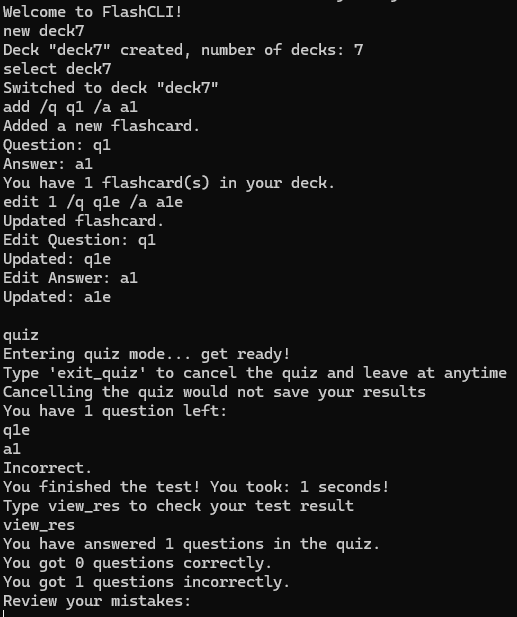 Welcome to FlashCLI!
new deck7
Deck "deck7" created, number of decks: 7
select deck7
Switched to deck "deck7"
add /q q1 /a a1
Added a new flashcard.
Question: q1
Answer: a1
You have 1 flashcard(s) in your deck.
edit 1 /q q1e /a a1e
Updated flashcard.
Edit Question: q1
Updated: q1e
Edit Answer: a1
Updated: a1e
quiz
Entering quiz mode... get ready!
Type 'exit_quiz' to cancel the quiz and leave at anytime
Cancelling the quiz would not save your results
You have 1 question left:
q1e
a1
Incorrect.
You finished the test! You took: 1 seconds!
Type view_res to check your test result
view_res
You have answered 1 questions in the quiz.
You got 0 questions correctly.
You got 1 questions incorrectly.
Review your mistakes: